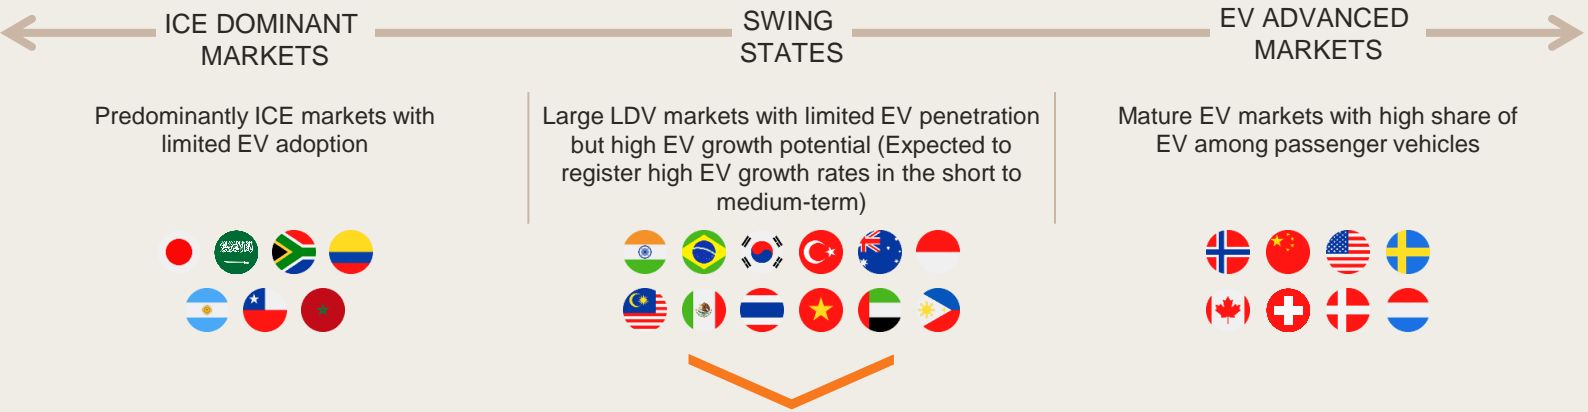 ICE DOMINANT
MARKETS
Predominantly ICE markets with
limited EV adoption
SWING
STATES
Large LDV markets with limited EV penetration
but high EV growth potential (Expected to
register high EV growth rates in the short to
medium-term)
EV ADVANCED
MARKETS
Mature EV markets with high share of
EV among passenger vehicles